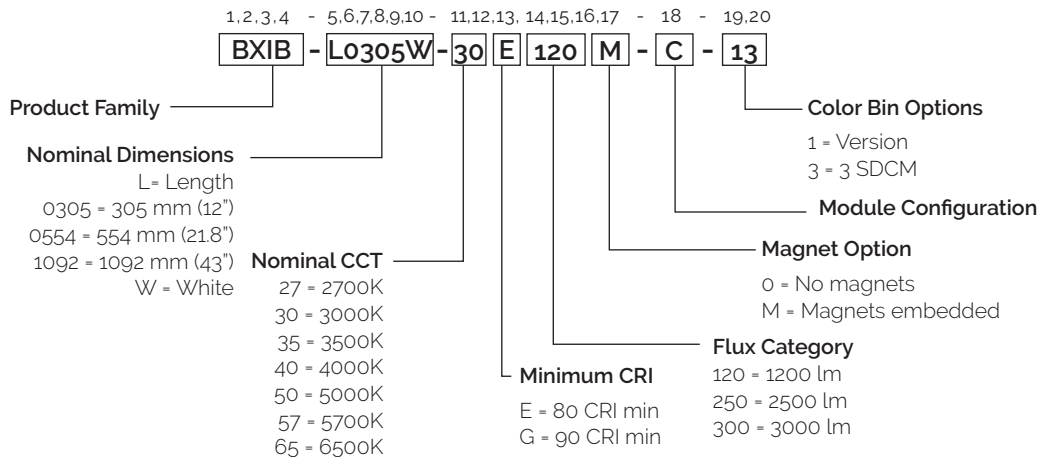 1,2,3,4 - 5,6,7,8,9,10 - 11,12,13, 14,15,16,17 - 18 - 19,20
BXIB - L0305W - 30 E 120 M - C - 13
Product Family
Nominal Dimensions
L= Length
0305 = 305 mm (12")
0554 = 554 mm (21.8")
1092 = 1092 mm (43")
W = White
Nominal CCT
27 = 2700K
30 = 3000K
35 = 3500K
40 = 4000K
50 = 5000K
57 = 5700K
65 = 6500K
Minimum CRI
E = 80 CRI min
G = 90 CRI min
Flux Category
120 = 1200 lm
250 = 2500 lm
300 = 3000 lm
Magnet Option
0 = No magnets
M = Magnets embedded
Module Configuration
Color Bin Options
1 = Version
3 = 3 SDCM